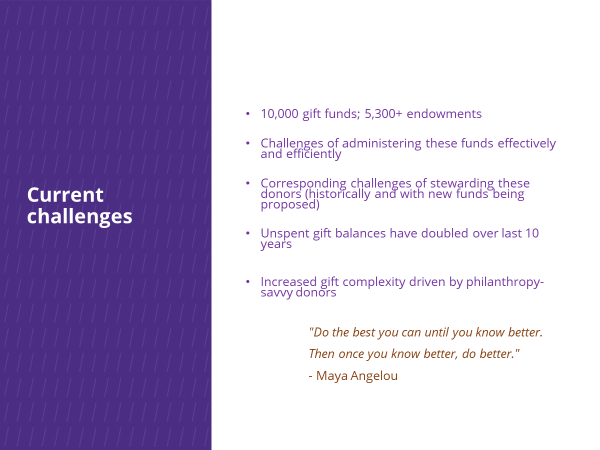 Current
challenges
• 10,000 gift funds; 5,300+ endowments
• Challenges of administering these funds effectively
and efficiently
• Corresponding challenges of stewarding these
donors (historically and with new funds being
proposed)
• Unspent gift balances have doubled over last 10
years
• Increased gift complexity driven by philanthropy-
savvy donors
"Do the best you can until you know better.
Then once you know better, do better."
- Maya Angelou